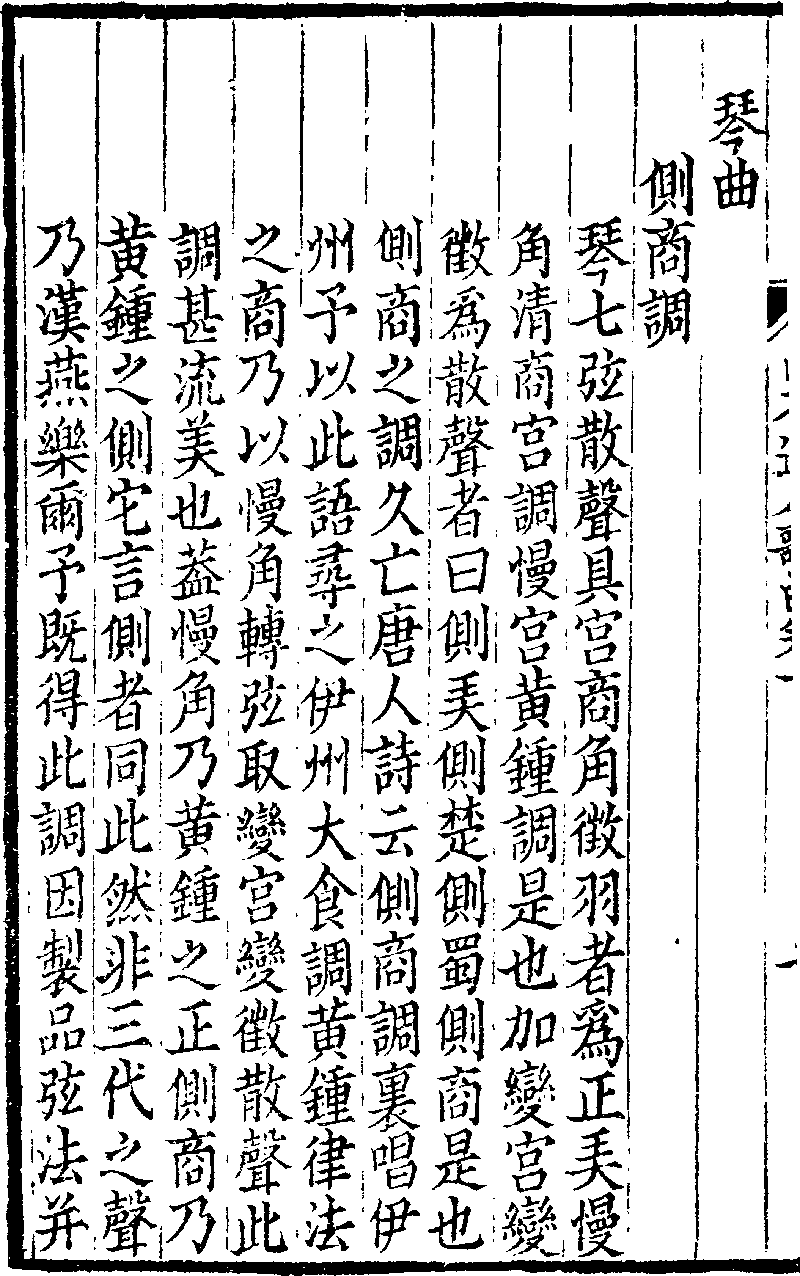 琴曲
側商調
琴七弦散聲具宮商角徵羽者爲正弄慢
角清商宮調慢宮黃鍾調是也加變宮變
徵爲散聲者曰側弄側楚側蜀側商是也
側商之調久亡唐人詩云側商調裏唱伊
州予以此語尋之伊州大食調黃鍾律法
之商乃以慢角轉弦取變宮變徵散聲此
調甚流美也蓋慢角乃黃鍾之正側商乃
黃鍾之側宅言側者同此然非三代之聲
乃漢燕樂爾予既得此調因製品弦法并